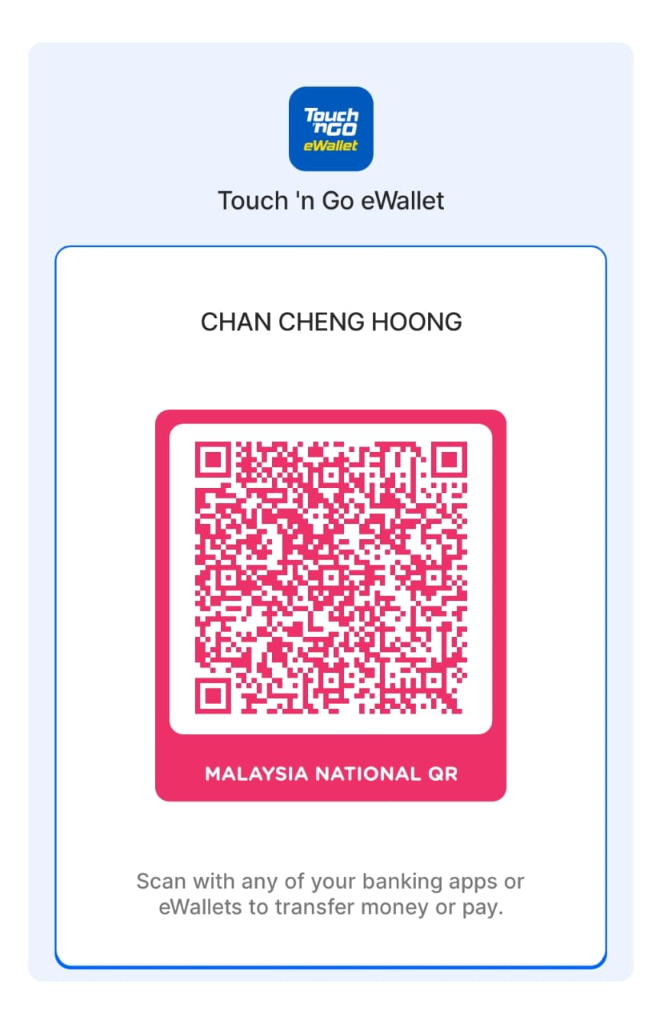 Touch
'nGO
eWallet
Touch 'n Go eWallet
CHAN CHENG HOONG
MALAYSIA NATIONAL QR
Scan with any of your banking apps or
eWallets to transfer money or pay.